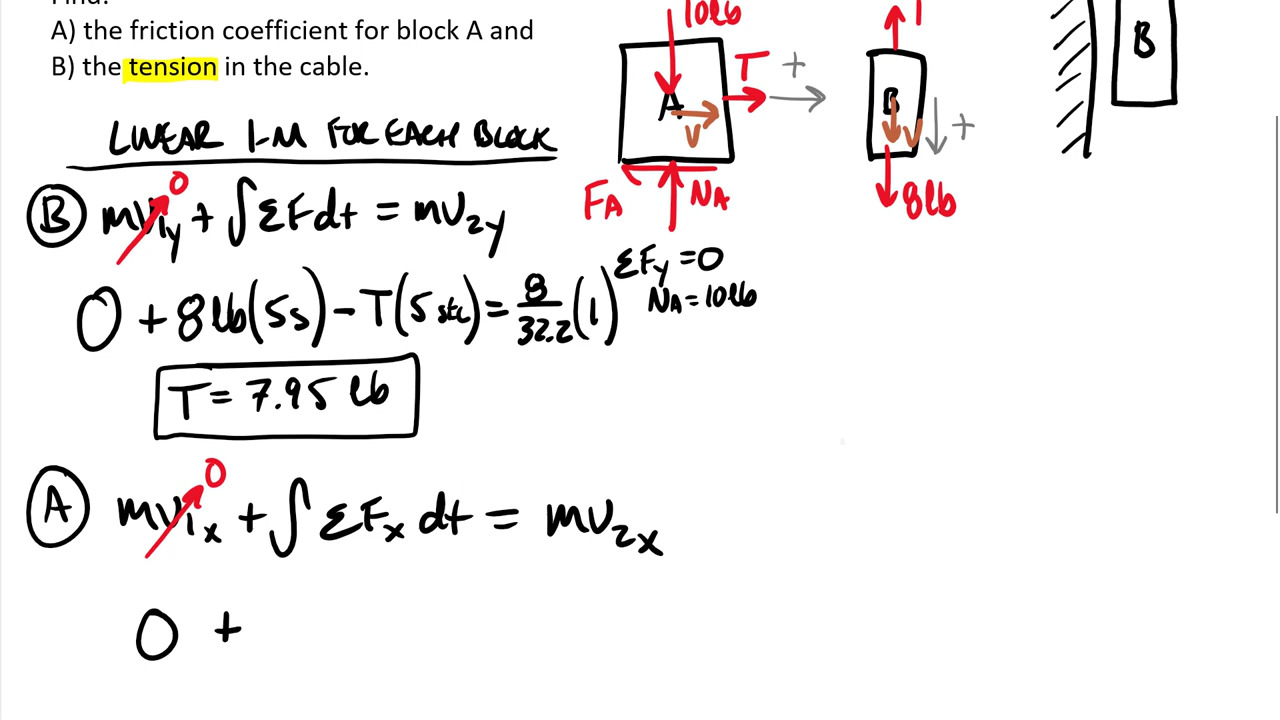 A) the friction coefficient for block A and
B) the tension in the cable.
LINEAR I-M FOR EACH BLOCK
B mv₁y + ∫ΣFdt = mv₂y
0
0 + 8lb(5s) - T(5 sec) = 8/32.2 (1)
T = 7.95 lb
A mv₁x + ∫ΣFx dt = mv₂x
0
0 +
10lb
A
T
+
V
FA
NA
ΣFy = 0
NA = 10lb
B
V
+
8lb
B